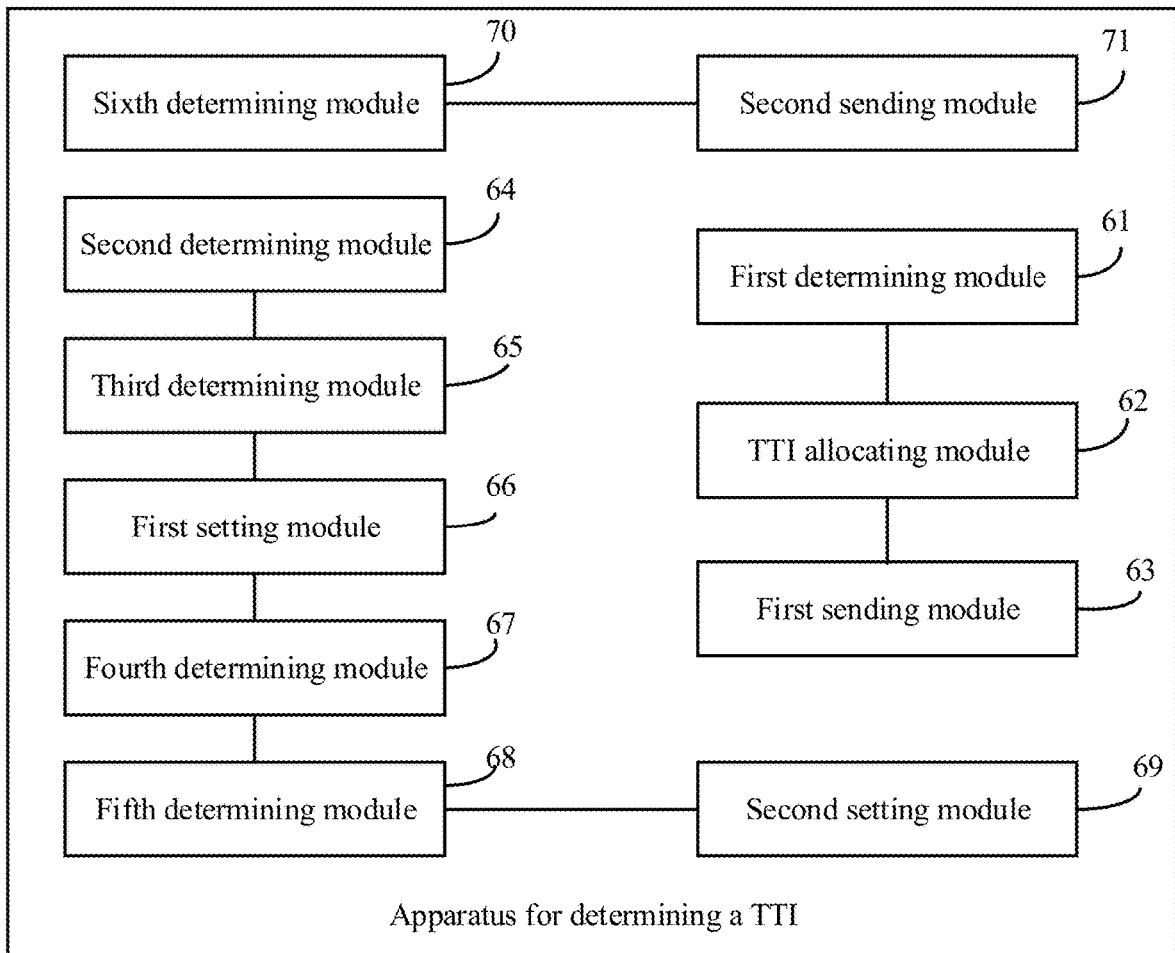 70
71
Sixth determining module
Second sending module
64
61
Second determining module
First determining module
65
Third determining module
62
TTI allocating module
66
First setting module
63
First sending module
67
Fourth determining module
68
69
Fifth determining module
Second setting module
Apparatus for determining a TTI